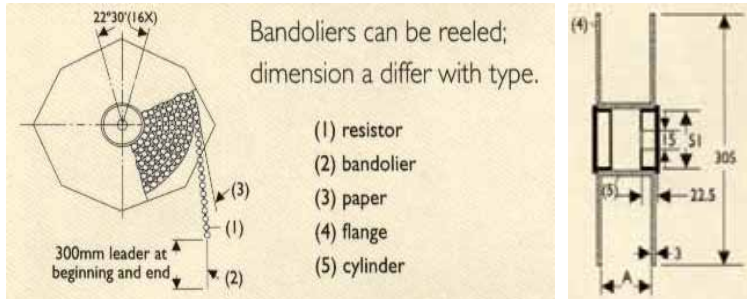 22°30'(16X)
Bandoliers can be reeled;
dimension a differ with type.
(1) resistor
(2) bandolier
(3) paper
(4) flange
(5) cylinder
(3)
(1)
300mm leader at
beginning and end
(2)
(4)
15
51
305
(5)
22.5
3
A